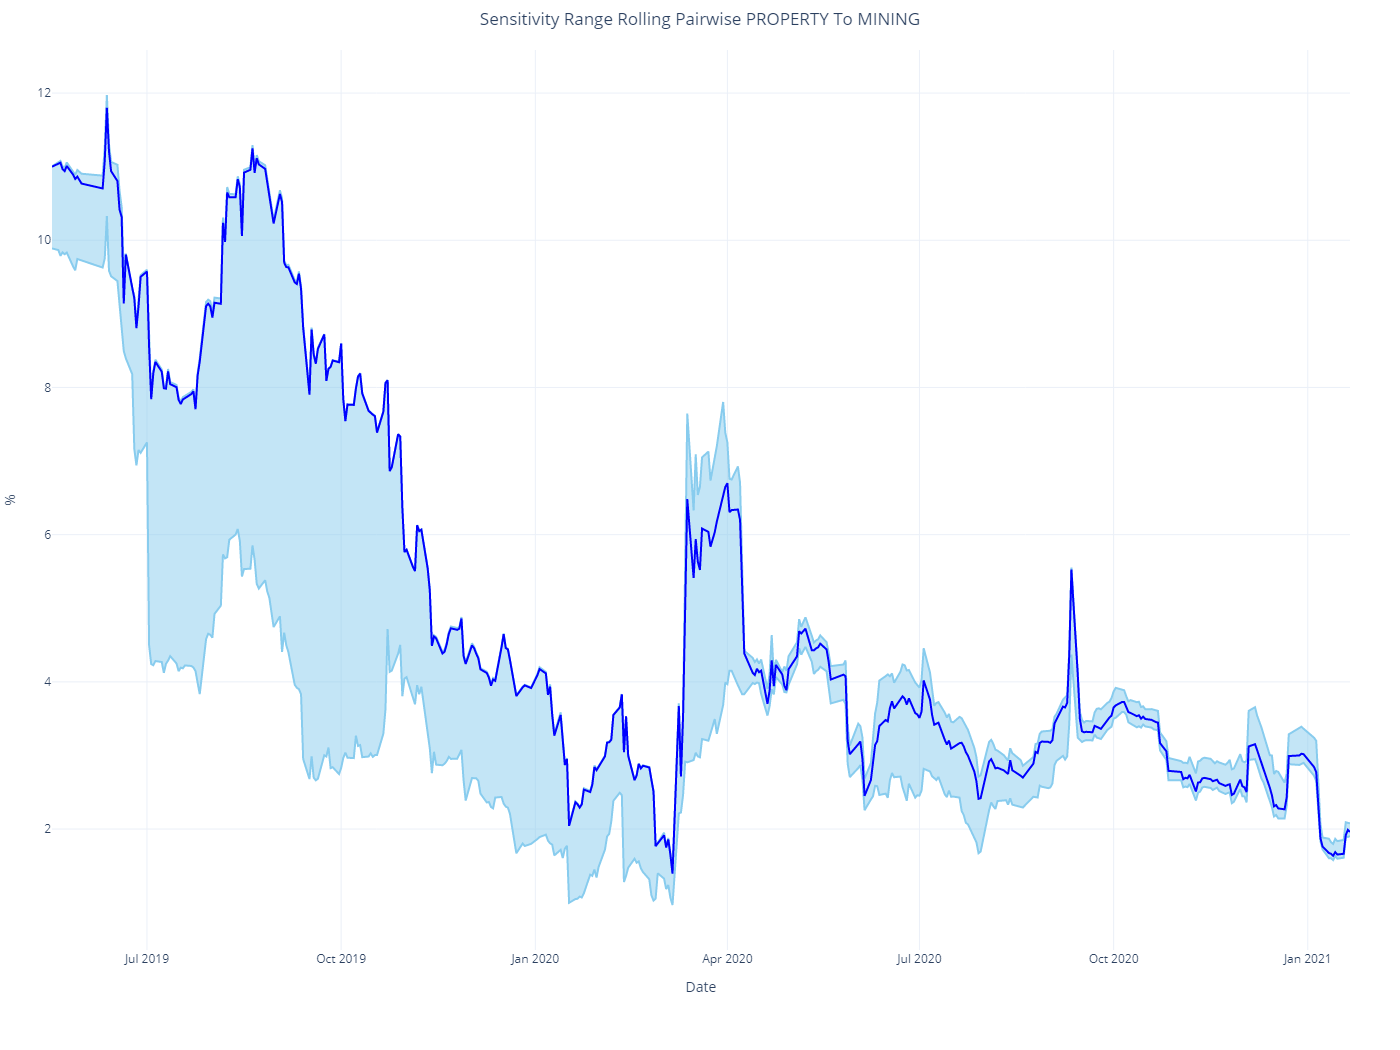 Sensitivity Range Rolling Pairwise PROPERTY To MINING
12
10
8
6
4
2
%
Jul 2019
Oct 2019
Jan 2020
Apr 2020
Jul 2020
Oct 2020
Jan 2021
Date